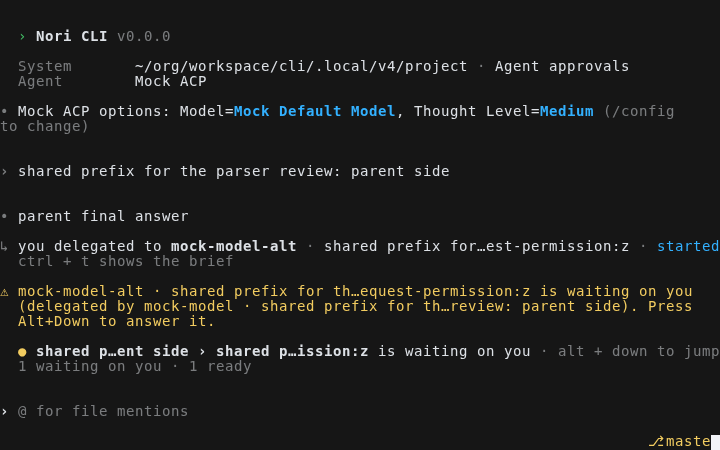 › Nori CLI v0.0.0
System ~/org/workspace/cli/.local/v4/project · Agent approvals
Agent Mock ACP
• Mock ACP options: Model=Mock Default Model, Thought Level=Medium (/config
to change)
› shared prefix for the parser review: parent side
• parent final answer
↳ you delegated to mock-model-alt · shared prefix for…est-permission:z · started
ctrl + t shows the brief
⚠ mock-model-alt · shared prefix for th…equest-permission:z is waiting on you
(delegated by mock-model · shared prefix for th…review: parent side). Press
Alt+Down to answer it.
● shared p…ent side › shared p…ission:z is waiting on you · alt + down to jump
1 waiting on you · 1 ready
› @ for file mentions
⎇maste